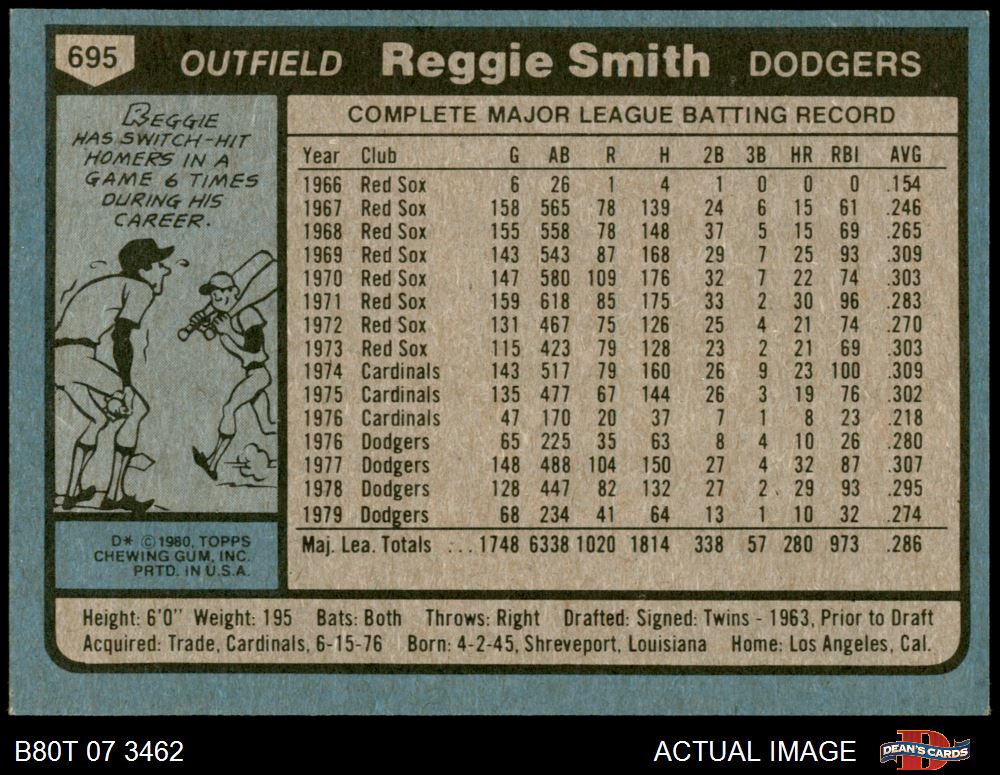 695 OUTFIELD Reggie Smith DODGERS
REGGIE
HAS SWITCH-HIT
HOMERS IN A
GAME 6 TIMES
DURING HIS
CAREER.
D* © 1980, TOPPS
CHEWING GUM, INC.
PRTD. IN U.S.A.
COMPLETE MAJOR LEAGUE BATTING RECORD
Year Club G AB R H 2B 3B HR RBI AVG
1966 Red Sox 6 26 1 4 1 0 0 0 .154
1967 Red Sox 158 565 78 139 24 6 15 61 .246
1968 Red Sox 155 558 78 148 37 5 15 69 .265
1969 Red Sox 143 543 87 168 29 7 25 93 .309
1970 Red Sox 147 580 109 176 32 7 22 74 .303
1971 Red Sox 159 618 85 175 33 2 30 96 .283
1972 Red Sox 131 467 75 126 25 4 21 74 .270
1973 Red Sox 115 423 79 128 23 2 21 69 .303
1974 Cardinals 143 517 79 160 26 9 23 100 .309
1975 Cardinals 135 477 67 144 26 3 19 76 .302
1976 Cardinals 47 170 20 37 7 1 8 23 .218
1976 Dodgers 65 225 35 63 8 4 10 26 .280
1977 Dodgers 148 488 104 150 27 4 32 87 .307
1978 Dodgers 128 447 82 132 27 2 29 93 .295
1979 Dodgers 68 234 41 64 13 1 10 32 .274
Maj. Lea. Totals ... 1748 6338 1020 1814 338 57 280 973 .286
Height: 6'0" Weight: 195 Bats: Both Throws: Right Drafted: Signed: Twins - 1963, Prior to Draft
Acquired: Trade, Cardinals, 6-15-76 Born: 4-2-45, Shreveport, Louisiana Home: Los Angeles, Cal.
B80T 07 3462 ACTUAL IMAGE DEAN'S CARDS